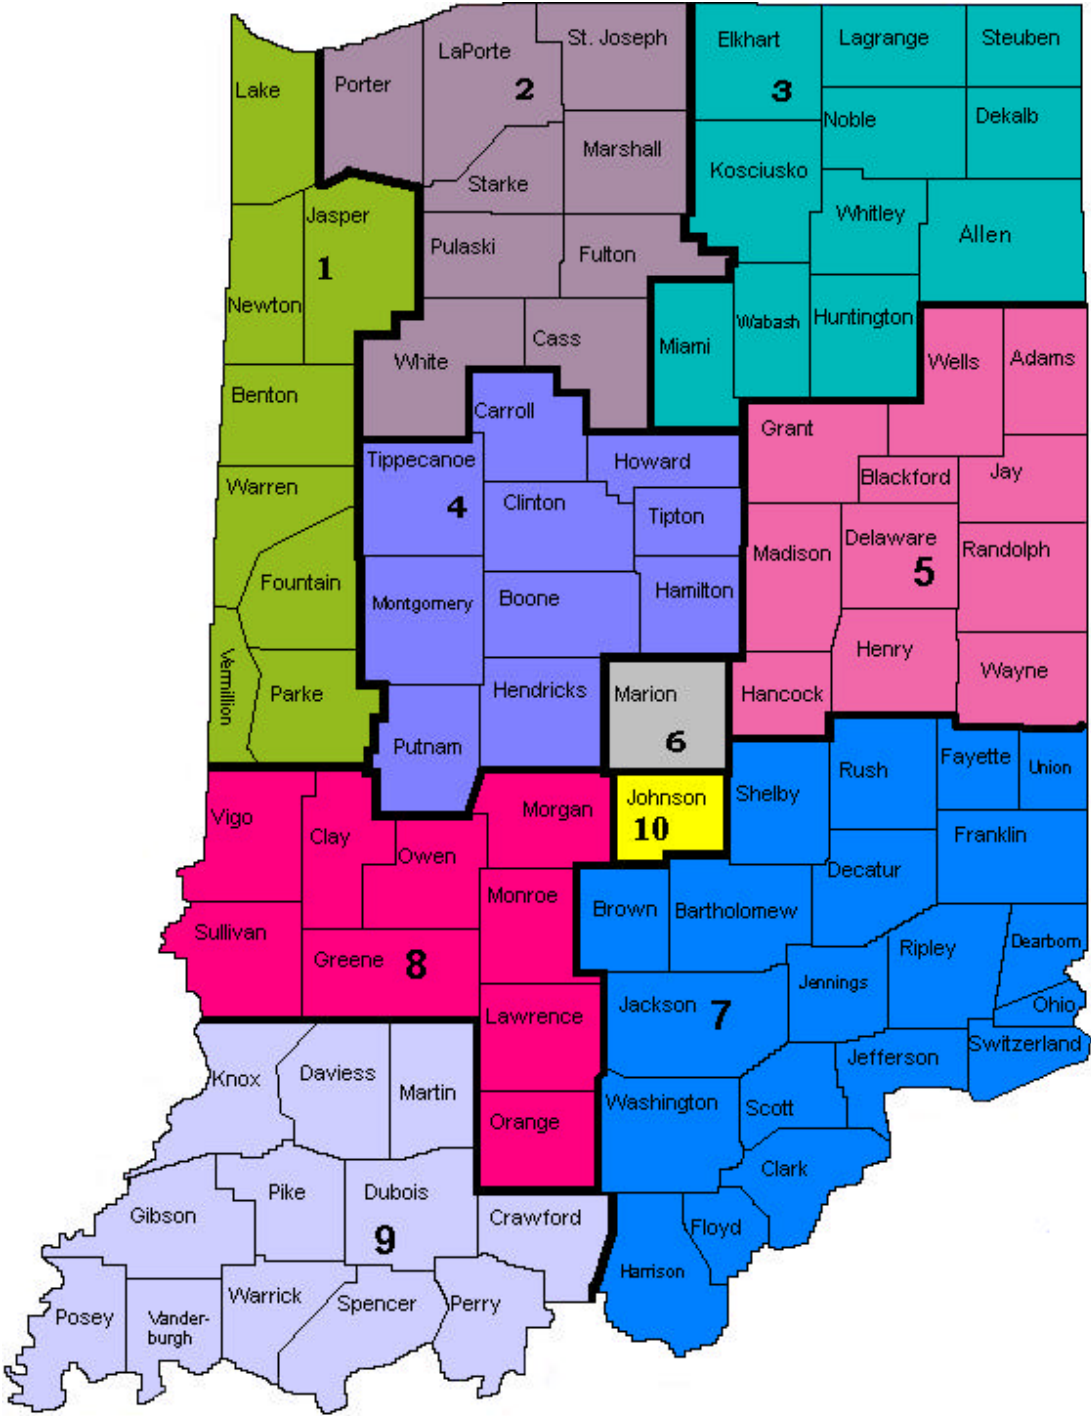 St. Joseph
Elkhart
Lagrange
Steuben
LaPorte
Porter
Lake
2
3
Noble
Dekalb
Marshall
Kosciusko
Starke
Jasper
Whitley
Allen
Pulaski
Fulton
1
Newton
Wabash
Huntington
Cass
Miami
White
Wells
Adams
Benton
Carroll
Grant
Tippecanoe
Howard
Blackford
Jay
Warren
4
Clinton
Tipton
Madison
Delaware
Randolph
5
Fountain
Montgomery
Boone
Hamilton
Henry
Wayne
Vermillion
Parke
Hendricks
Marion
Hancock
6
Putnam
Fayette
Union
Rush
Shelby
Johnson
10
Morgan
Vigo
Clay
Franklin
Owen
Decatur
Monroe
Brown
Bartholomew
Sullivan
Ripley
Dearborn
Greene
8
Jennings
Jackson
7
Ohio
Lawrence
Switzerland
Jefferson
Knox
Daviess
Martin
Washington
Scott
Orange
Clark
Pike
Dubois
Gibson
Crawford
Floyd
9
Harrison
Warrick
Spencer
Perry
Posey
Vander-
burgh